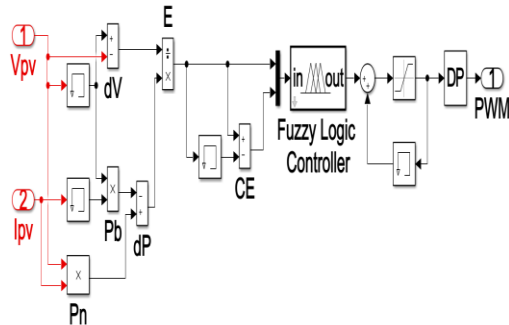 E
1
Vpv
dV
÷
×
in
out
DP
1
PWM
Fuzzy Logic
Controller
CE
2
Ipv
×
Pb
dP
×
Pn